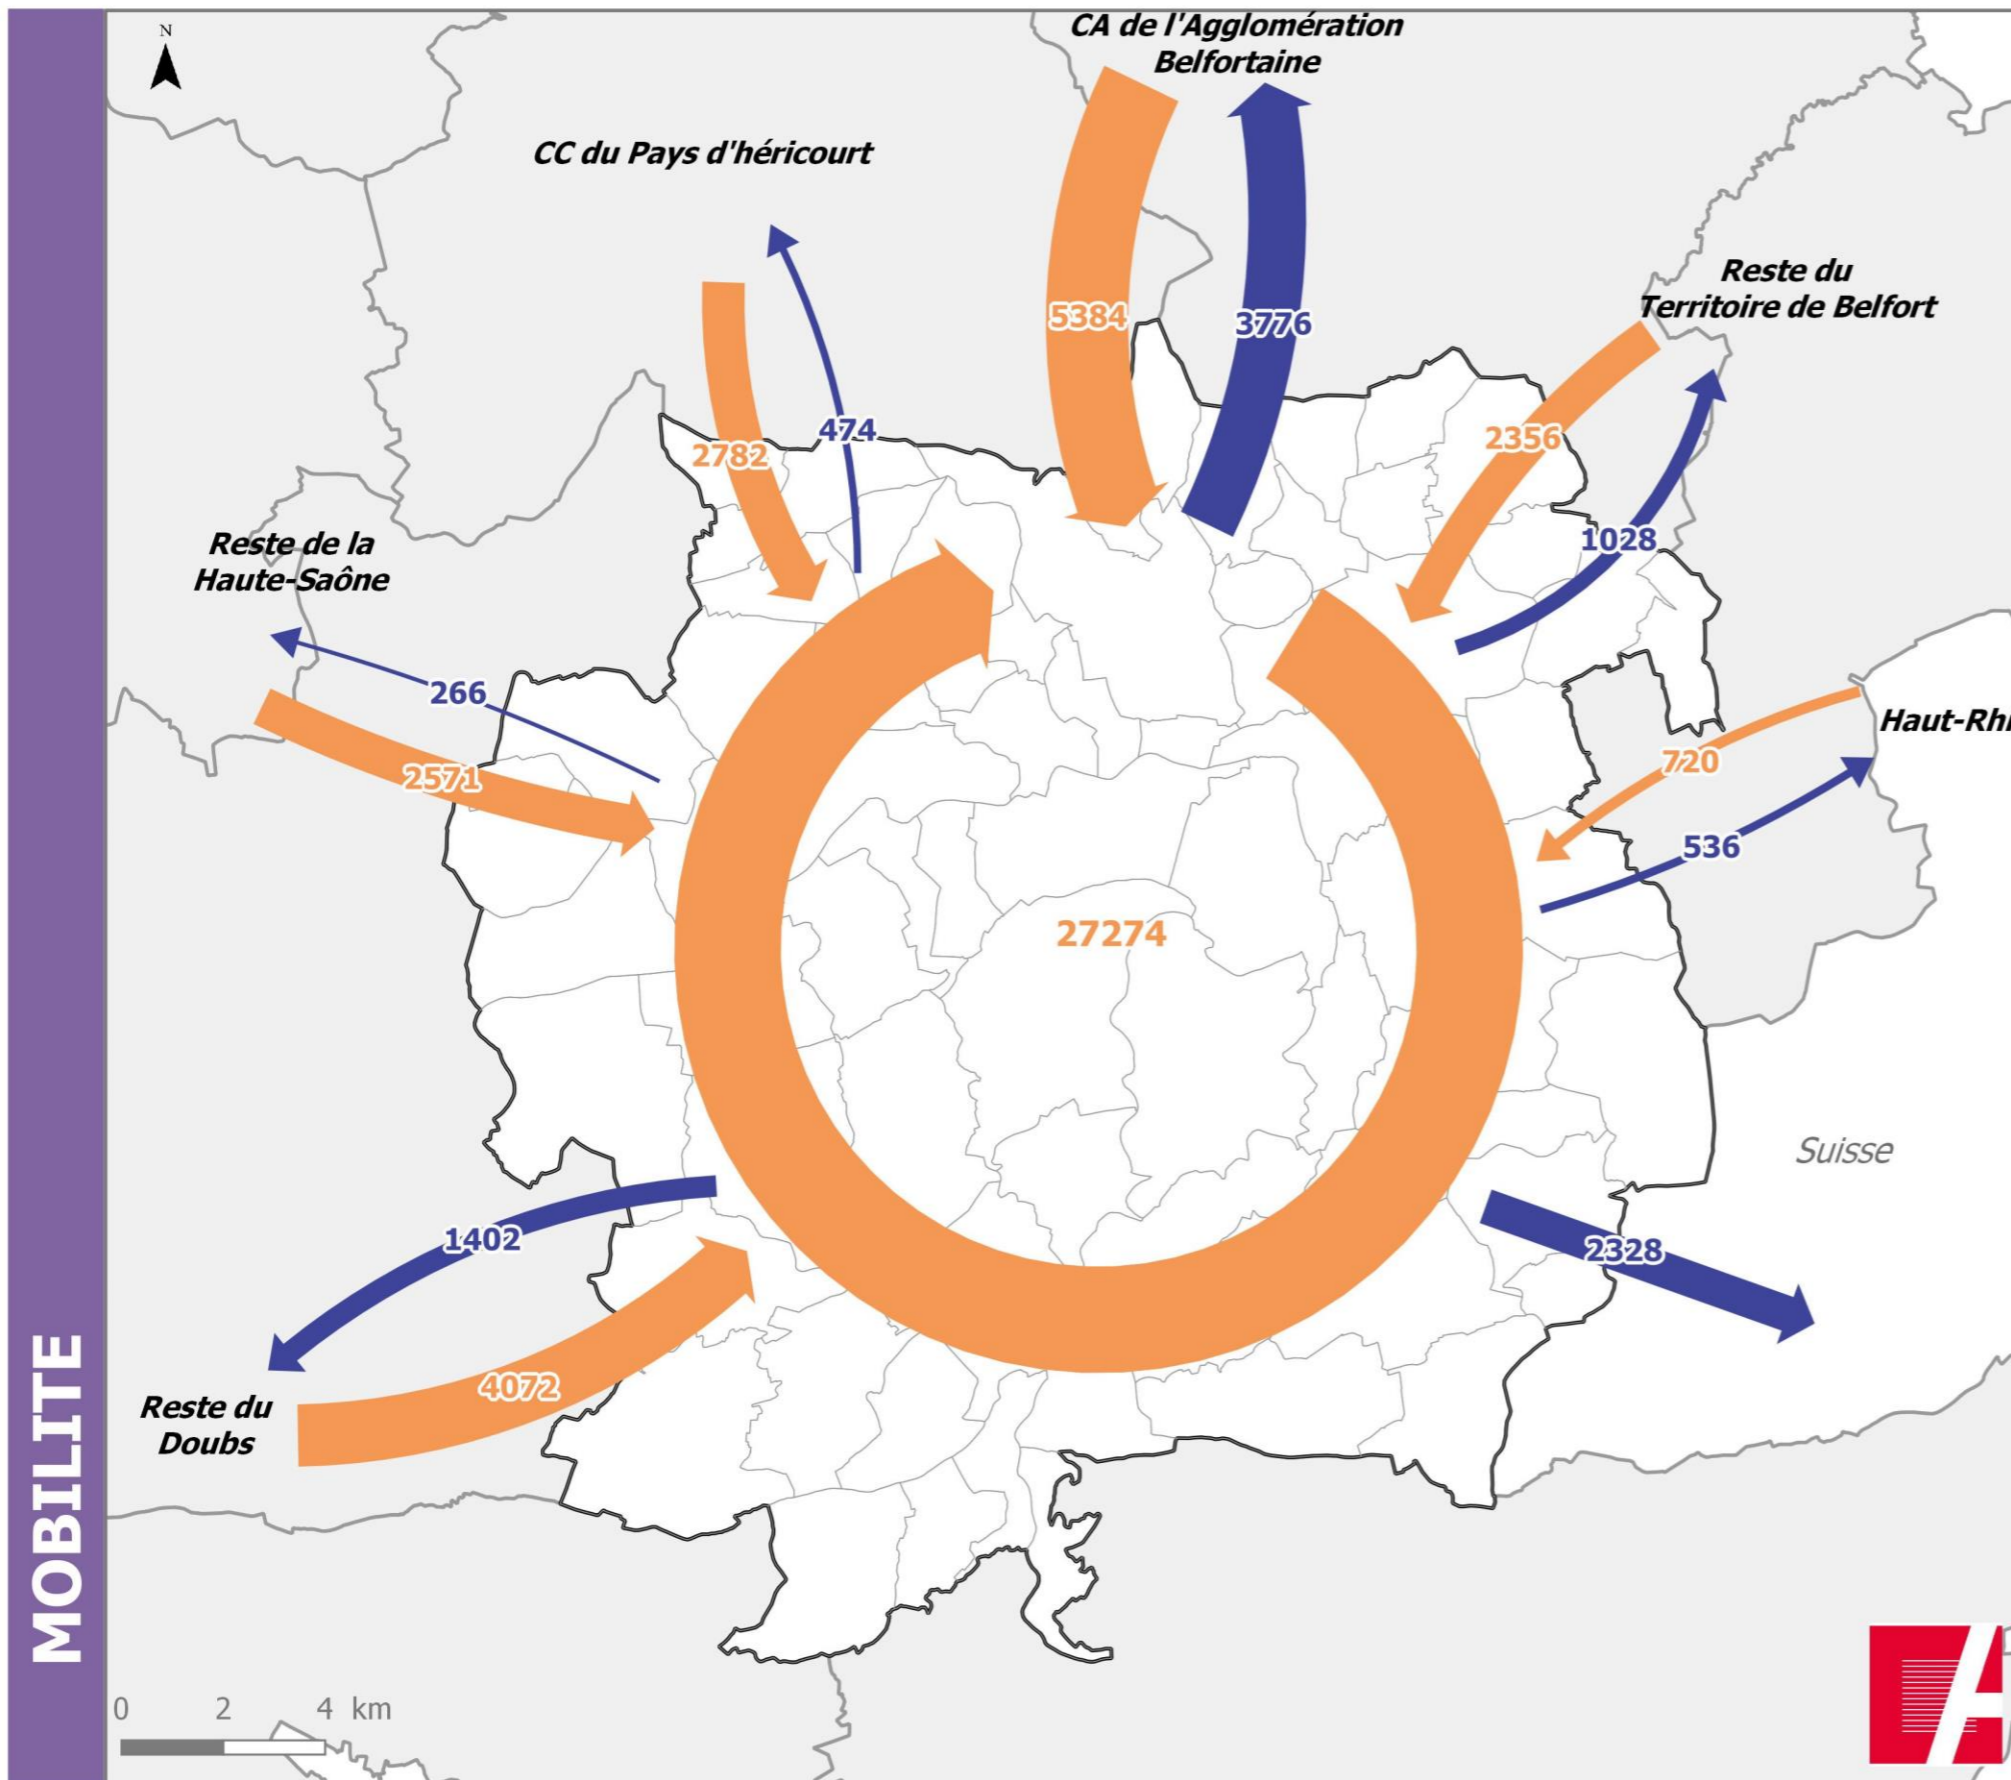 N
CA de l'Agglomération
Belfortaine
CC du Pays d'héricourt
Reste du
Territoire de Belfort
5384
3776
474
2782
2356
1028
Reste de la
Haute-Saône
266
2571
Haut-Rhi
720
536
27274
Suisse
1402
2328
4072
Reste du
Doubs
MOBILITE
0 2 4 km